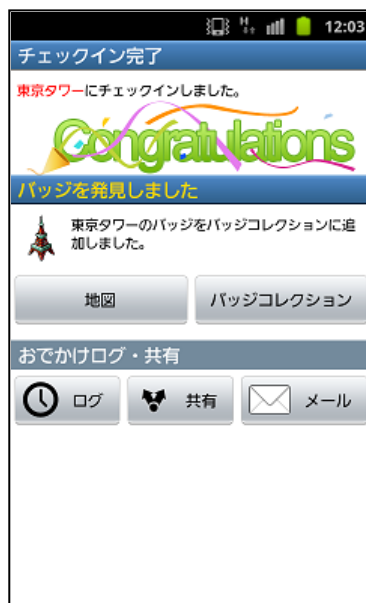 H 12:03
チェックイン完了
東京タワーにチェックインしました。
Congratulations
バッジを発見しました
東京タワーのバッジをバッジコレクションに追
加しました。
地図 バッジコレクション
おでかけログ・共有
ログ 共有 メール